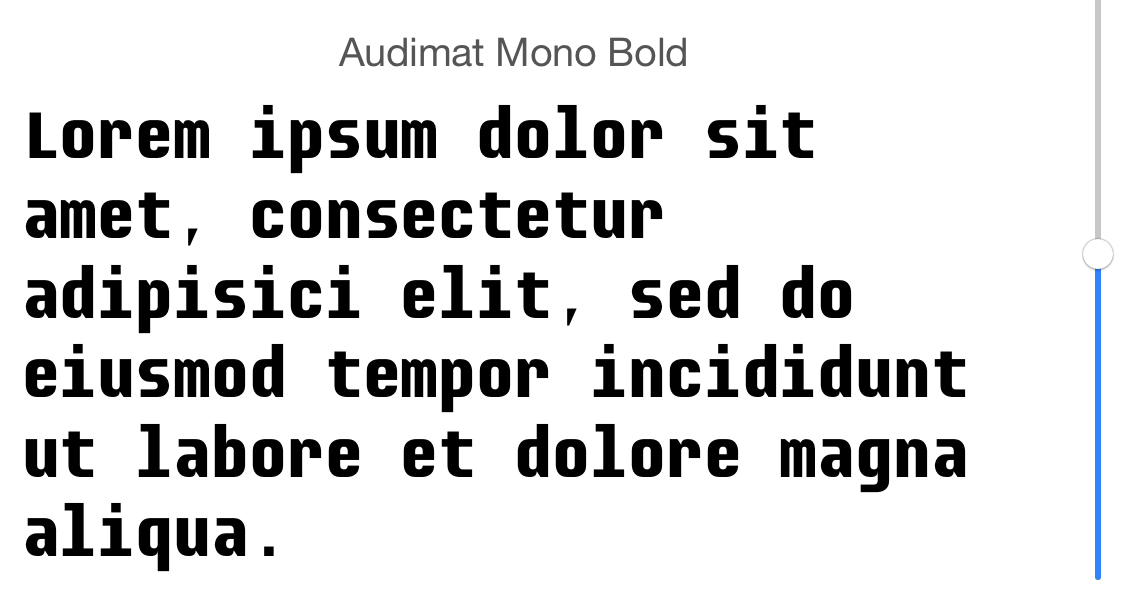 Audimat Mono Bold
Lorem ipsum dolor sit
amet, consectetur
adipisici elit, sed do
eiusmod tempor incididunt
ut labore et dolore magna
aliqua.